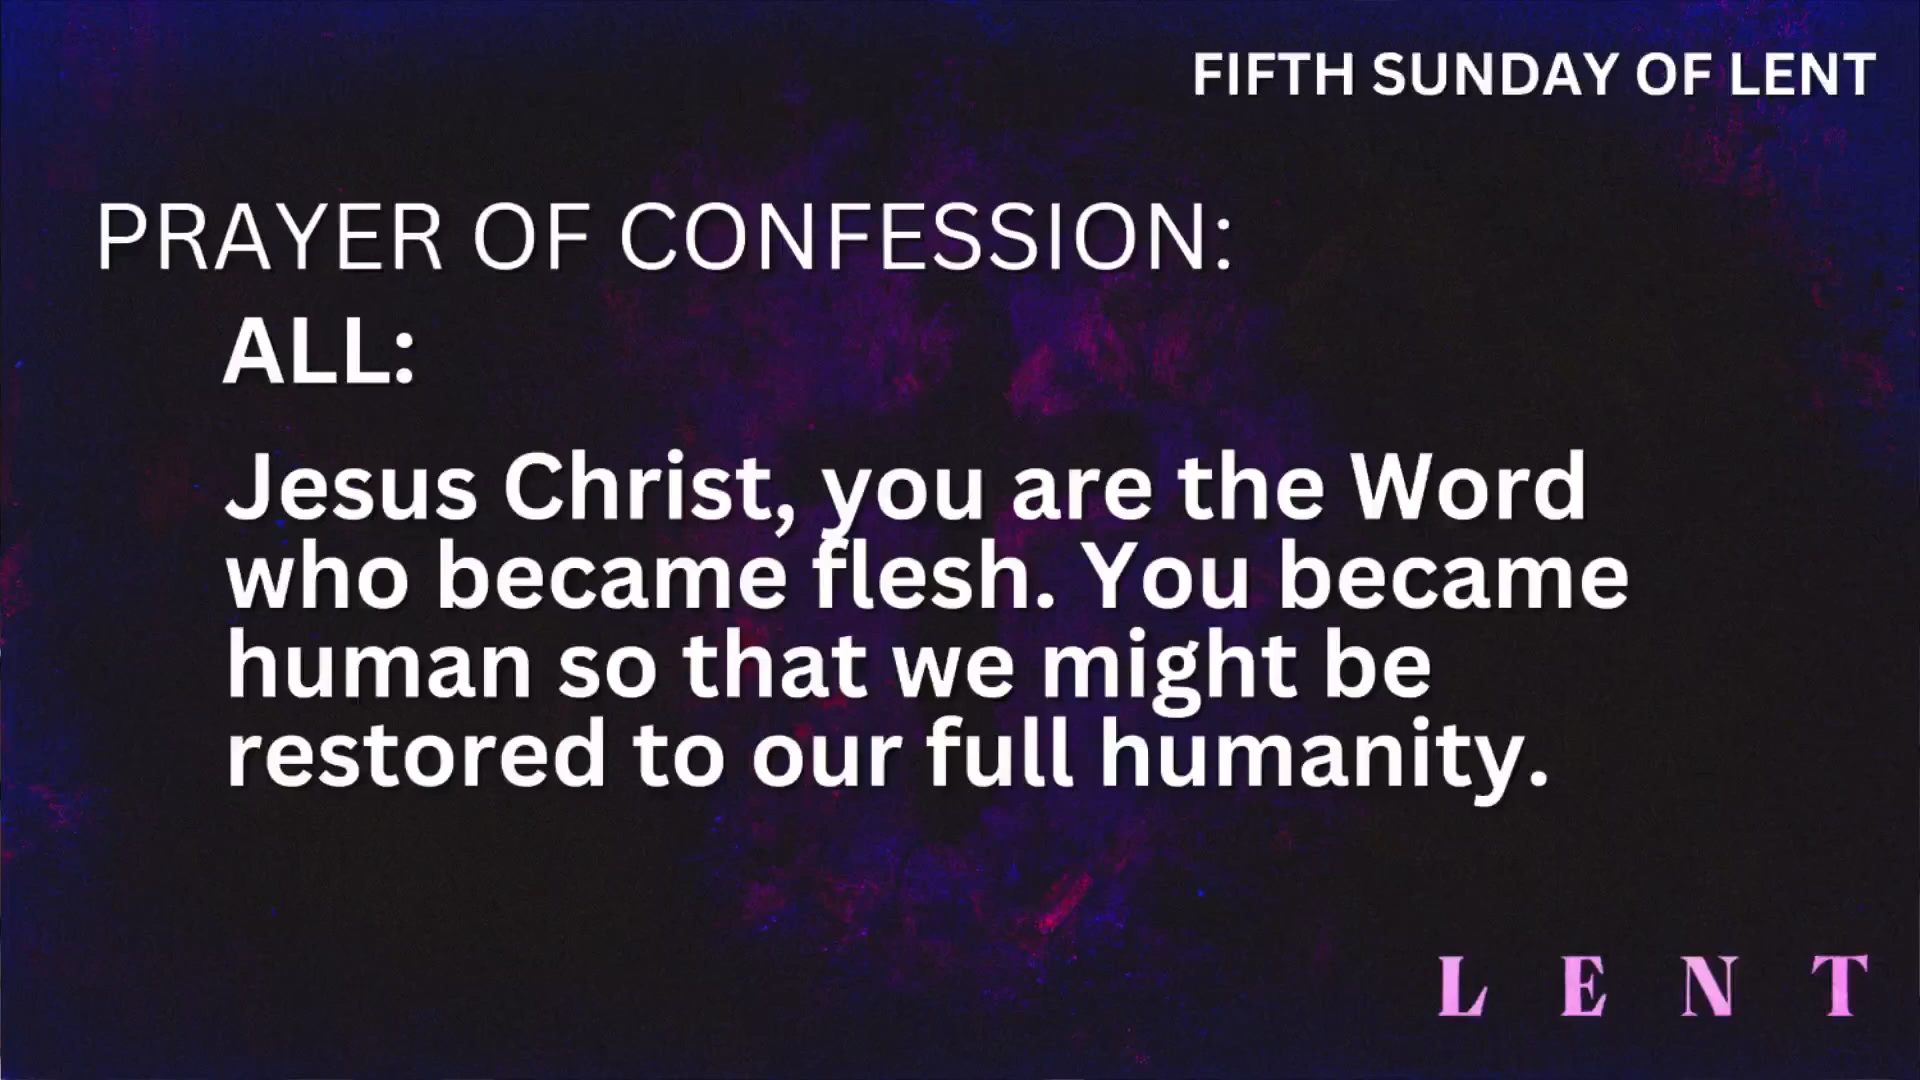 FIFTH SUNDAY OF LENT
PRAYER OF CONFESSION:
ALL:
Jesus Christ, you are the Word
who became flesh. You became
human so that we might be
restored to our full humanity.
LENT